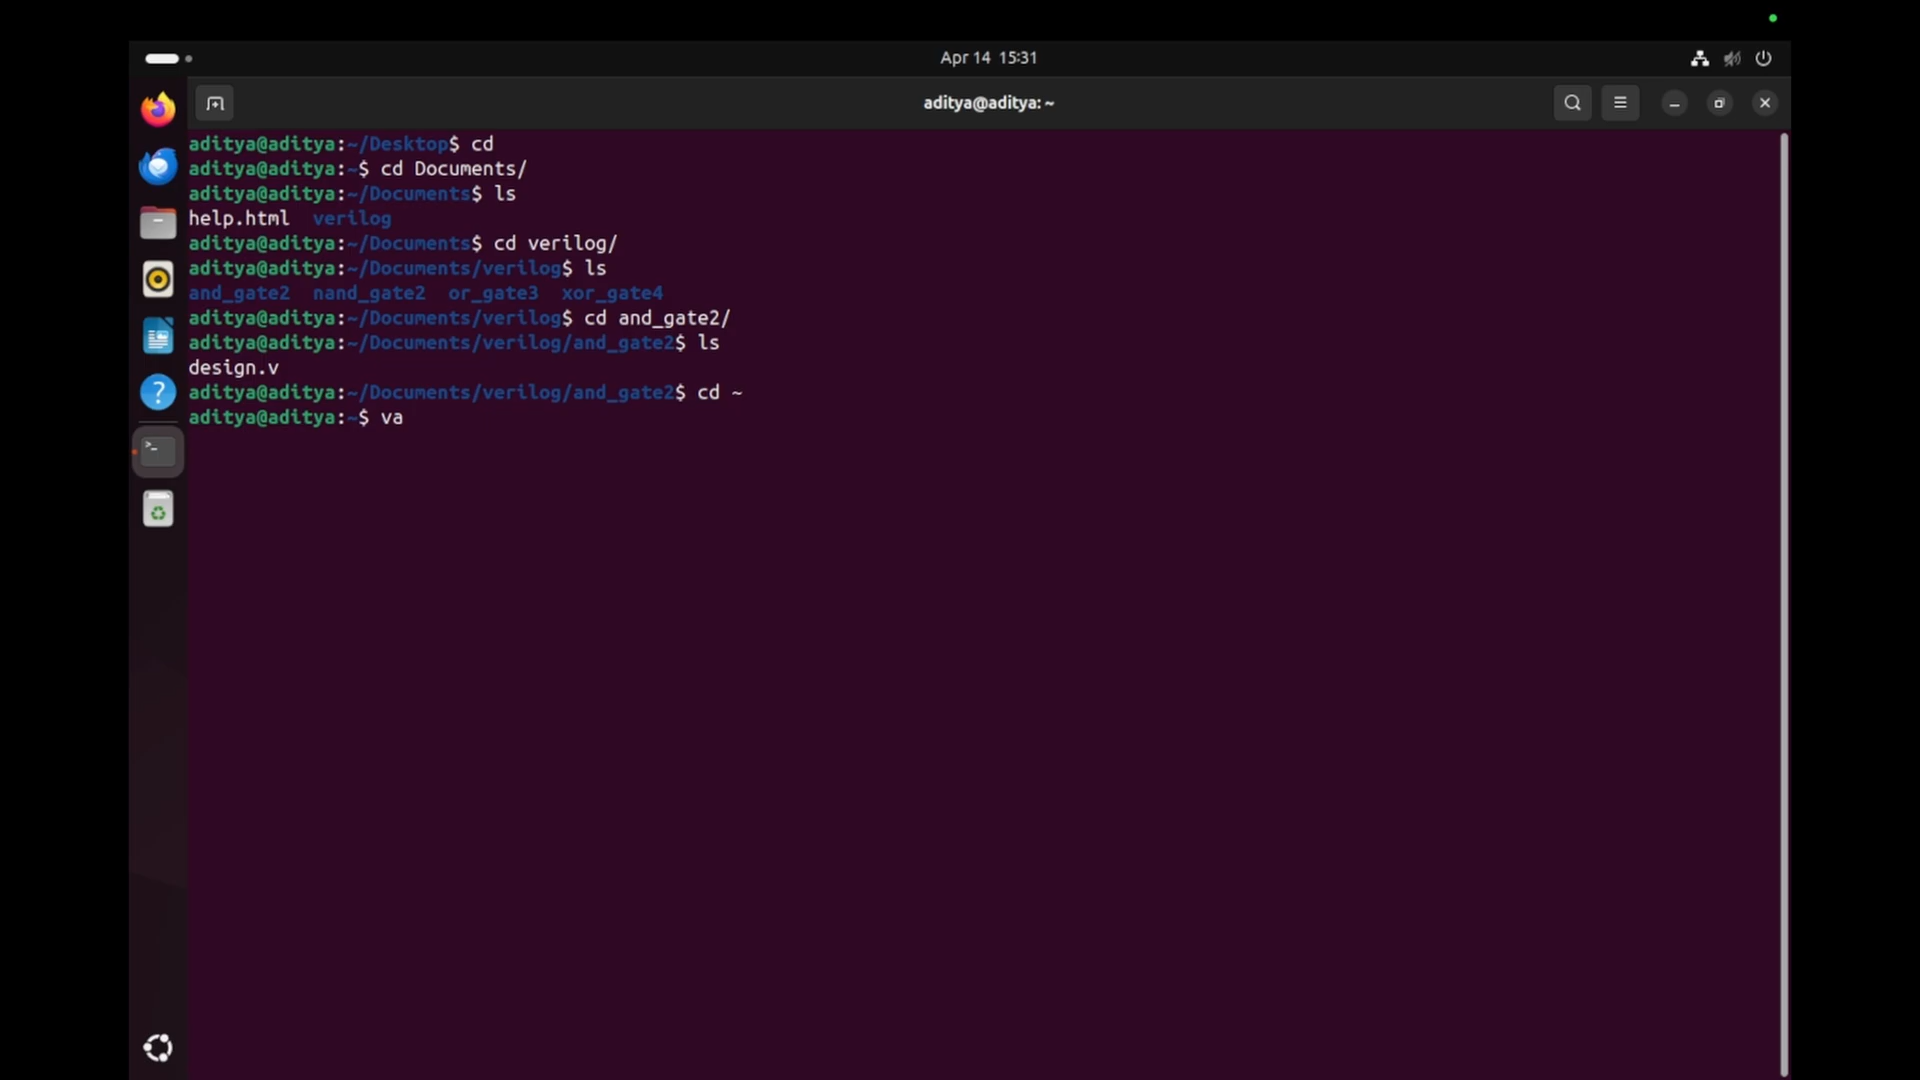 Apr 14 15:31
aditya@aditya: ~
aditya@aditya:~/Desktop$ cd
aditya@aditya:~$ cd Documents/
aditya@aditya:~/Documents$ ls
help.html  verilog
aditya@aditya:~/Documents$ cd verilog/
aditya@aditya:~/Documents/verilog$ ls
and_gate2  nand_gate2  or_gate3  xor_gate4
aditya@aditya:~/Documents/verilog$ cd and_gate2/
aditya@aditya:~/Documents/verilog/and_gate2$ ls
design.v
aditya@aditya:~/Documents/verilog/and_gate2$ cd ~
aditya@aditya:~$ va